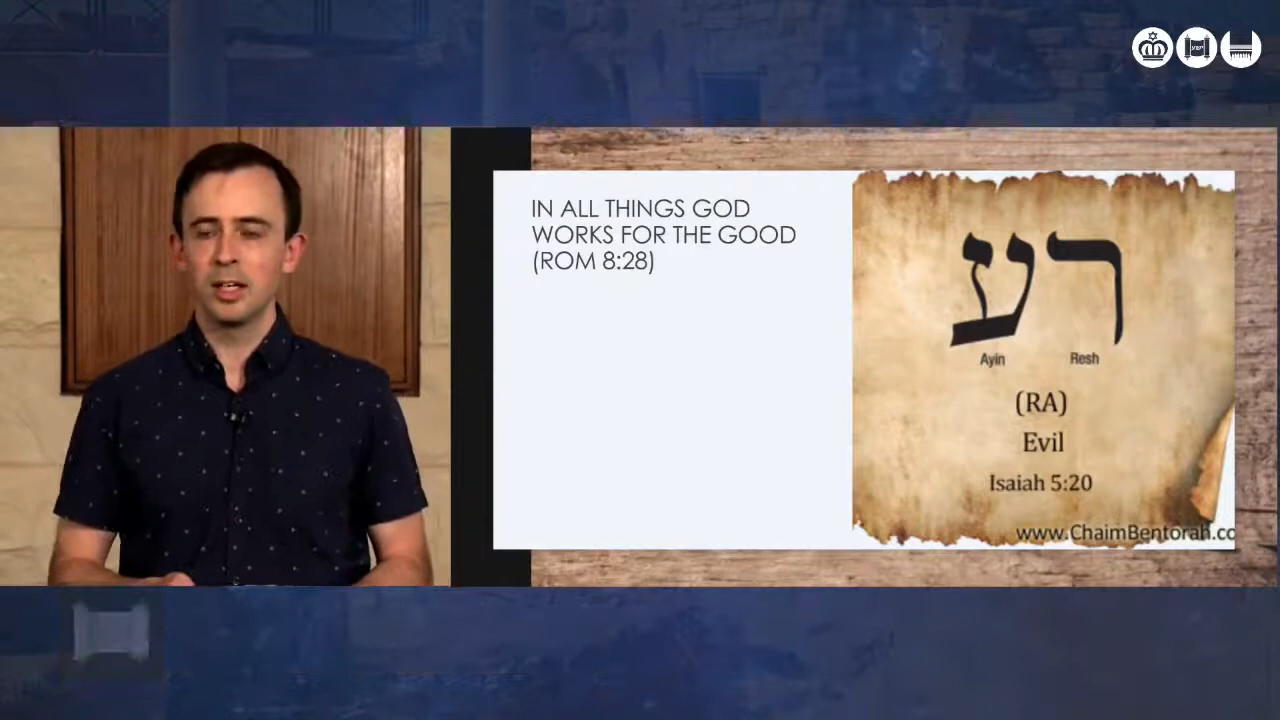 IN ALL THINGS GOD
WORKS FOR THE GOOD
(ROM 8:28)
רע
Ayin Resh
(RA)
Evil
Isaiah 5:20
www.ChaimBentorah.co